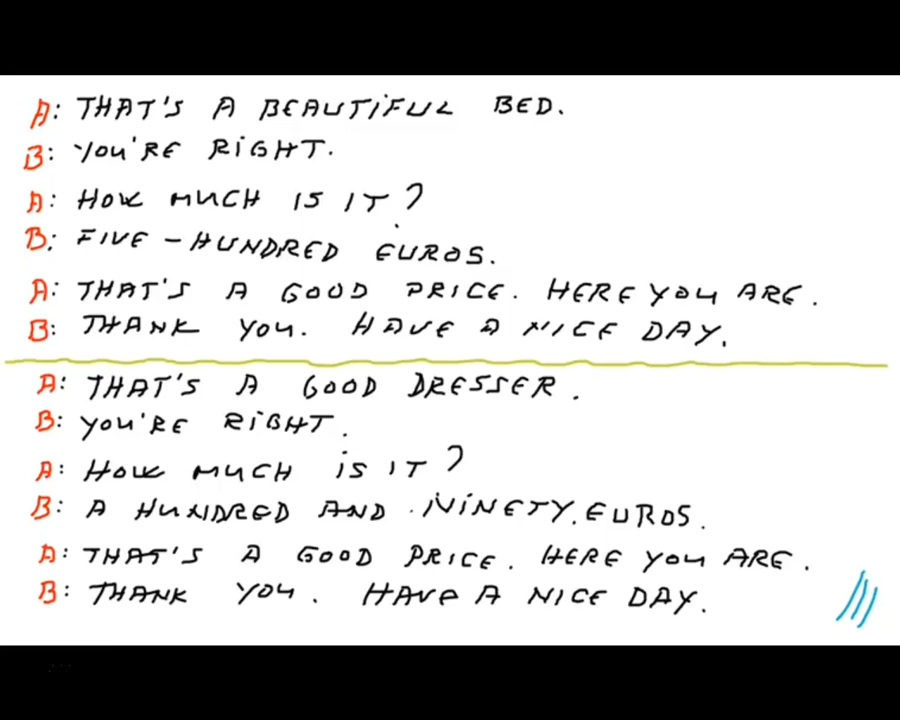 A: THAT'S A BEAUTIFUL BED.
B: YOU'RE RIGHT.
A: HOW MUCH IS IT?
B: FIVE-HUNDRED EUROS.
A: THAT'S A GOOD PRICE. HERE YOU ARE.
B: THANK YOU. HAVE A NICE DAY.
A: THAT'S A GOOD DRESSER.
B: YOU'RE RIGHT.
A: HOW MUCH IS IT?
B: A HUNDRED AND NINETY.EUROS.
A: THAT'S A GOOD PRICE. HERE YOU ARE.
B: THANK YOU. HAVE A NICE DAY.